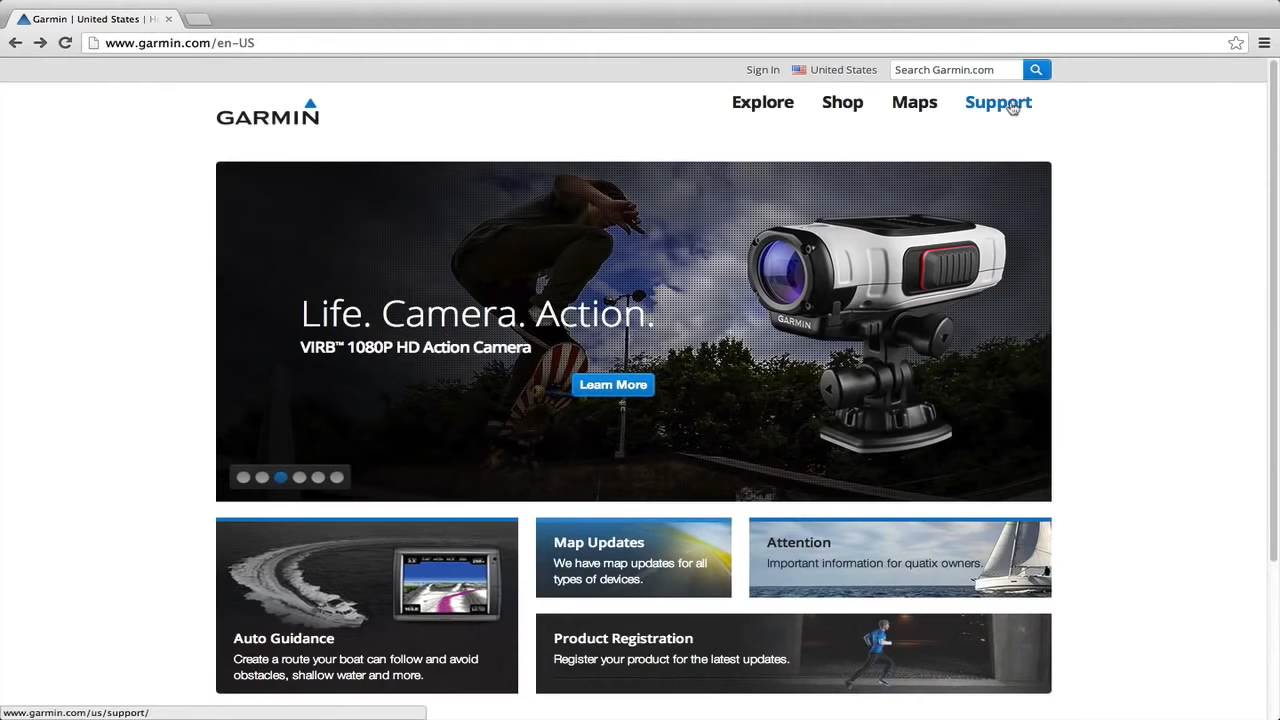 Garmin | United States | H
www.garmin.com/en-US
Sign In
United States
Search Garmin.com
GARMIN
Explore
Shop
Maps
Support
Life. Camera. Action.
VIRB™ 1080P HD Action Camera
Learn More
GARMIN
Auto Guidance
Create a route your boat can follow and avoid
obstacles, shallow water and more.
Map Updates
We have map updates for all
types of devices.
Attention
Important information for quatix owners.
Product Registration
Register your product for the latest updates.
www.garmin.com/us/support/